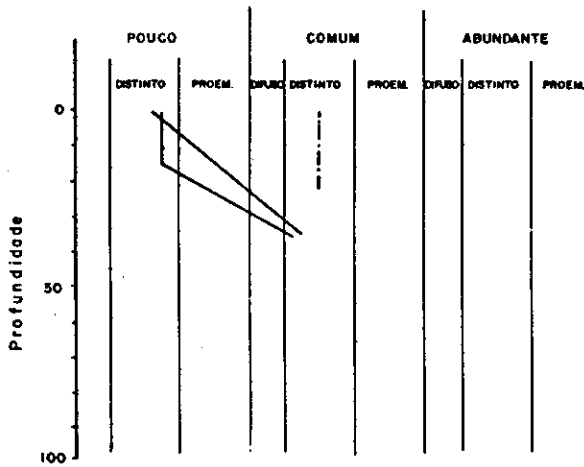 POUCO COMUM ABUNDANTE
DISTINTO PROEM. DIFUSO DISTINTO PROEM. DIFUSO DISTINTO PROEM.
0
50
100
Profundidade